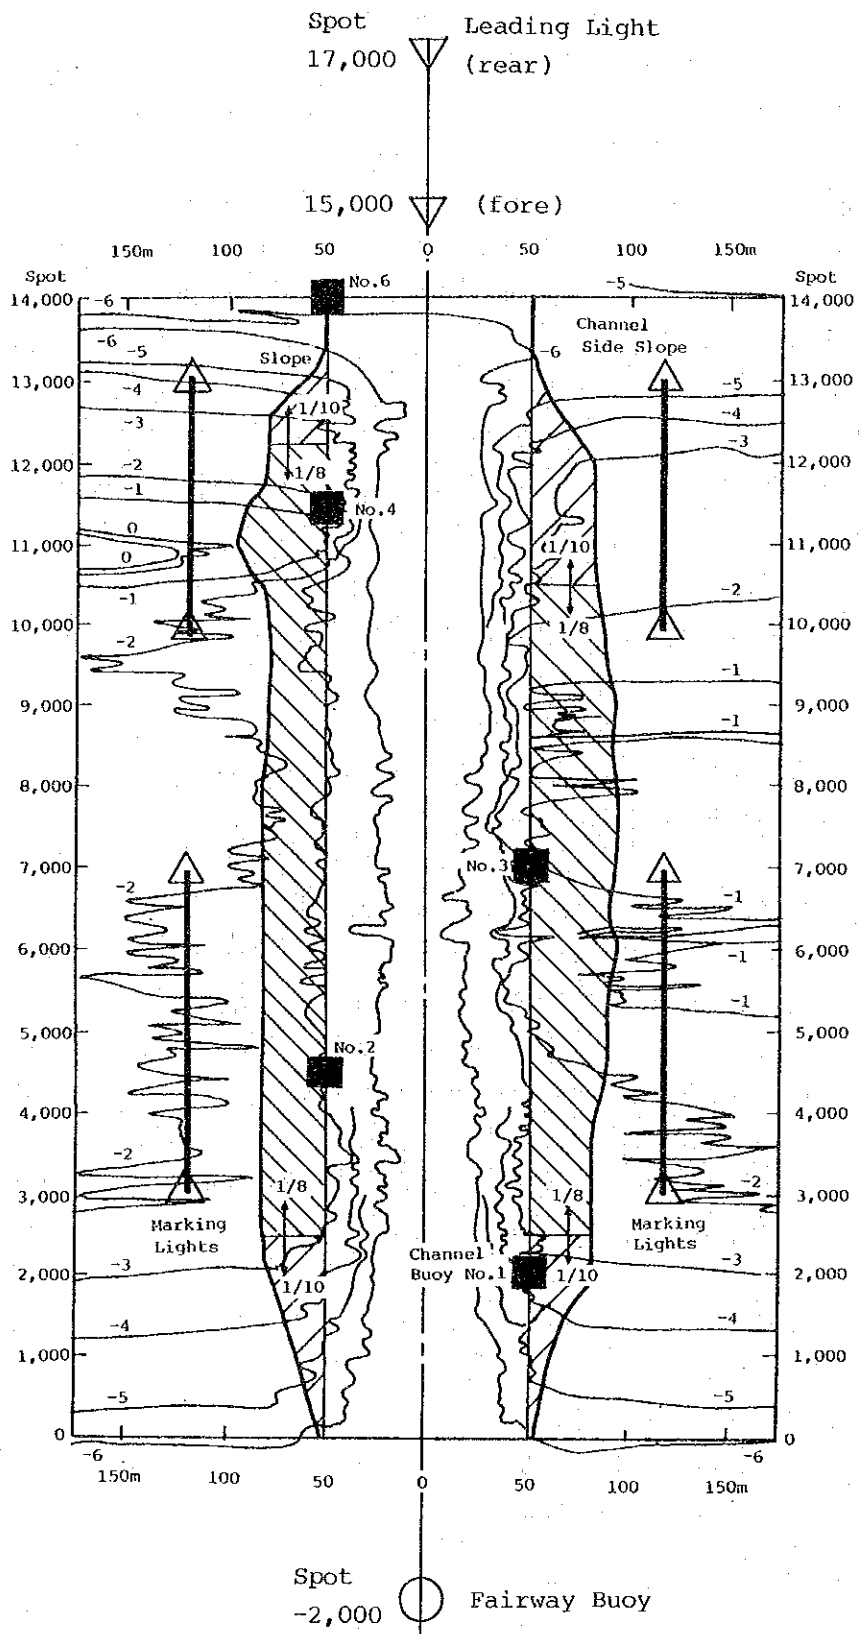 Spot Leading Light
17,000 (rear)
15,000 (fore)
150m 100 50 0 50 100 150m
Spot No.6 -5 Spot
14,000 -6 14,000
Channel
Side Slope
-6 Slope -6
-5
13,000 -5 13,000
-4 1/10 -4
-3 -3
12,000 1/8 12,000
-2
-1 No.4
0
11,000 1/10 11,000
0
-1 -2
10,000 1/8 10,000
-2
-1
9,000 9,000
-1
8,000 8,000
7,000 No.3 7,000
-2 -1
6,000 6,000
-1
-1
5,000 5,000
No.2
4,000 4,000
-2
1/8 1/8 -2
3,000 3,000
Marking Marking
Lights Lights
Channel
-3 -3
2,000 Buoy No.1 1/10 2,000
1/10
-4 -4
1,000 1,000
-5 -5
0 0
-6 -6
150m 100 50 0 50 100 150m
Spot
-2,000 Fairway Buoy